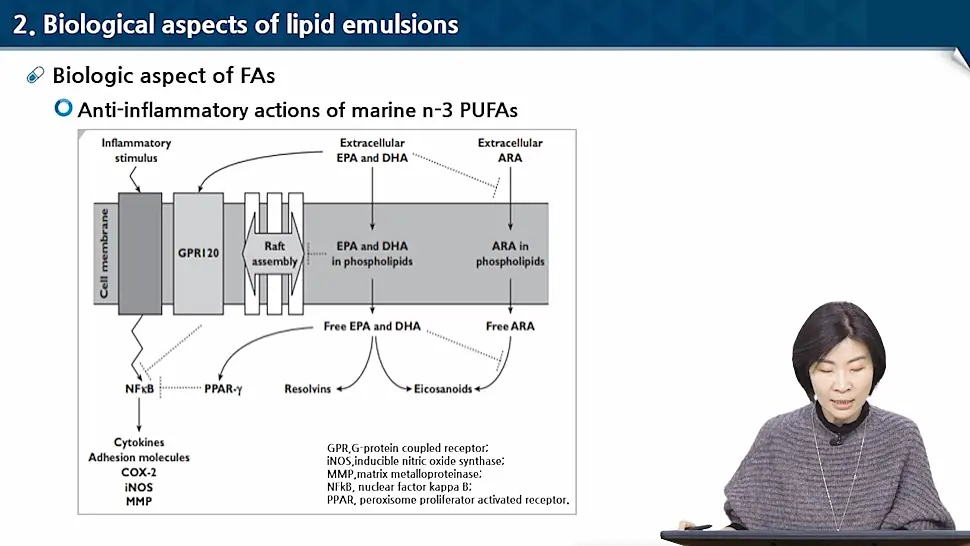 2. Biological aspects of lipid emulsions
Biologic aspect of FAs
Anti-inflammatory actions of marine n-3 PUFAs
Inflammatory
stimulus
Extracellular
EPA and DHA
Extracellular
ARA
Cell membrane
GPR120
Raft
assembly
EPA and DHA
in phospholipids
ARA in
phospholipids
Free EPA and DHA
Free ARA
NFκB
PPAR-γ
Resolvins
Eicosanoids
Cytokines
Adhesion molecules
COX-2
iNOS
MMP
GPR,G-protein coupled receptor;
iNOS,inducible nitric oxide synthase;
MMP,matrix metalloproteinase;
NFkB, nuclear factor kappa B;
PPAR, peroxisome proliferator activated receptor.